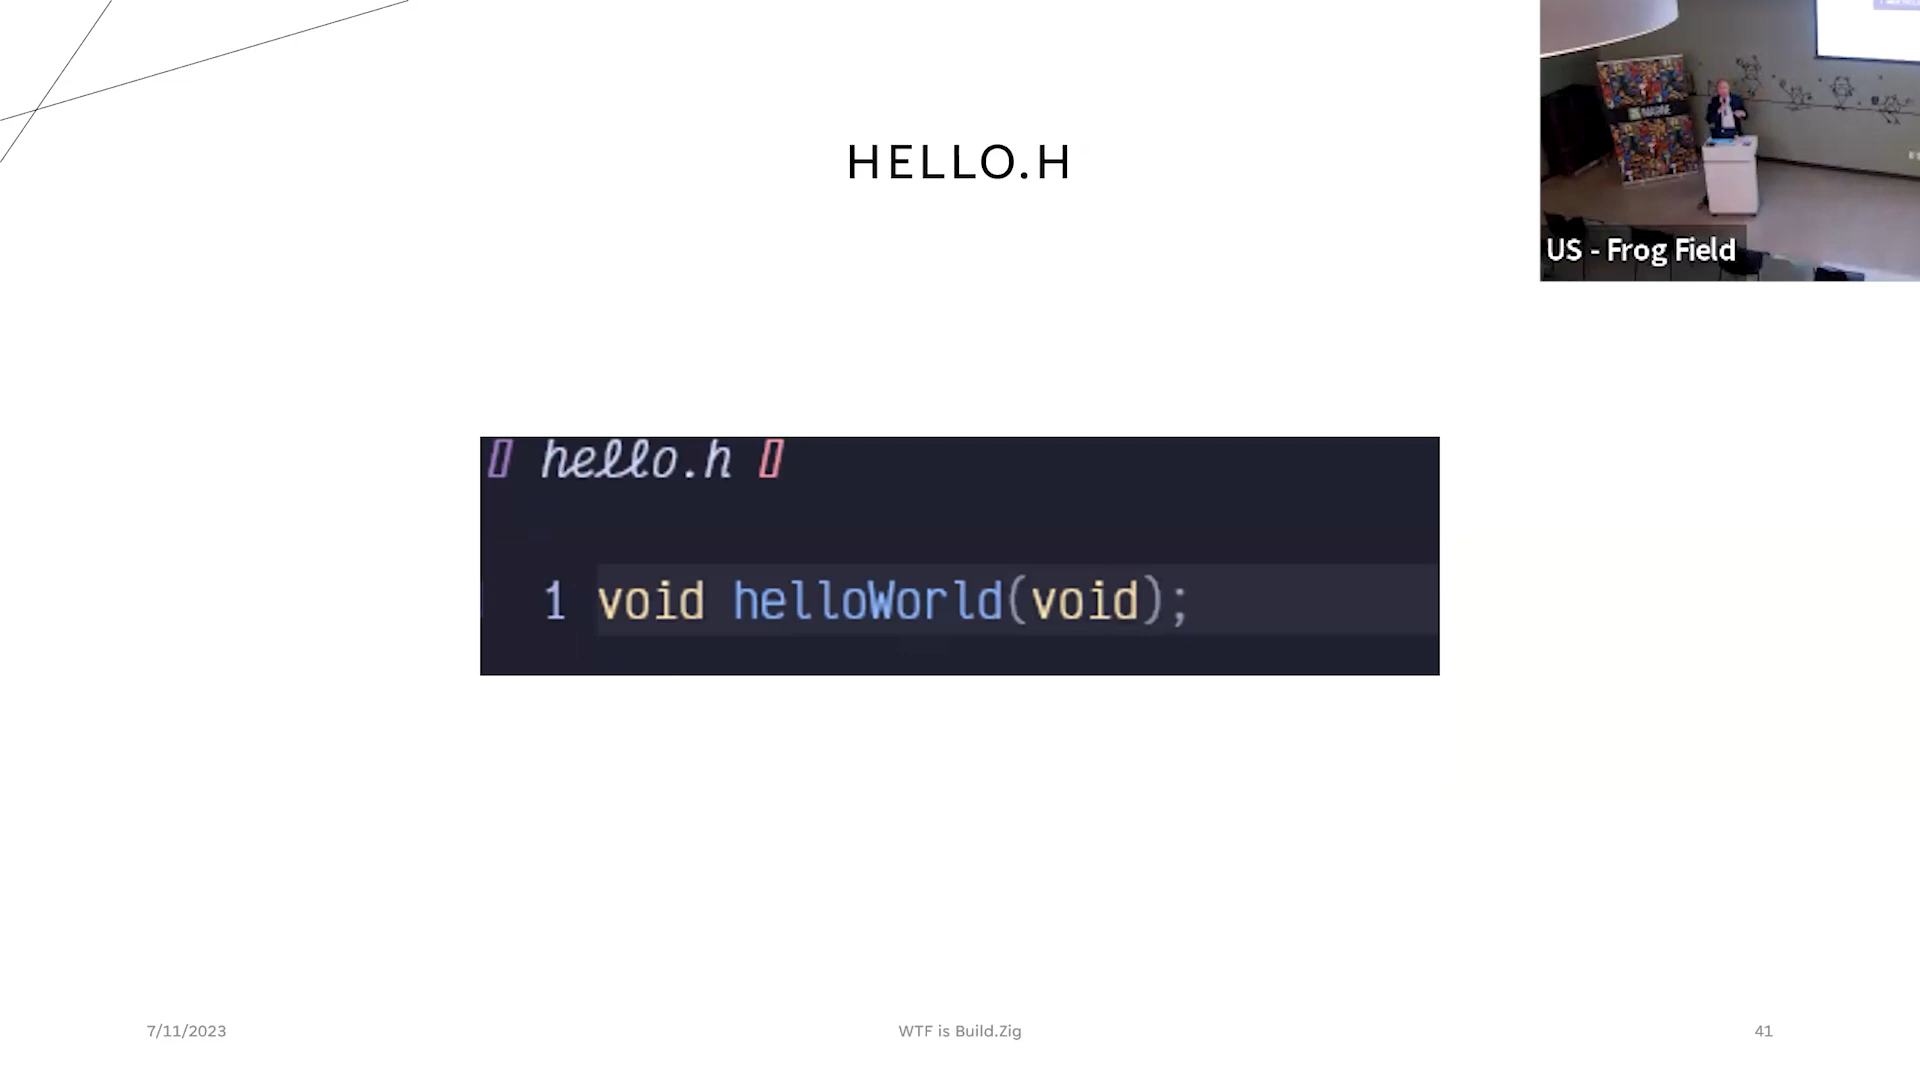 HELLO.H
US - Frog Field
hello.h
1 void helloWorld(void);
7/11/2023
WTF is Build.Zig
41